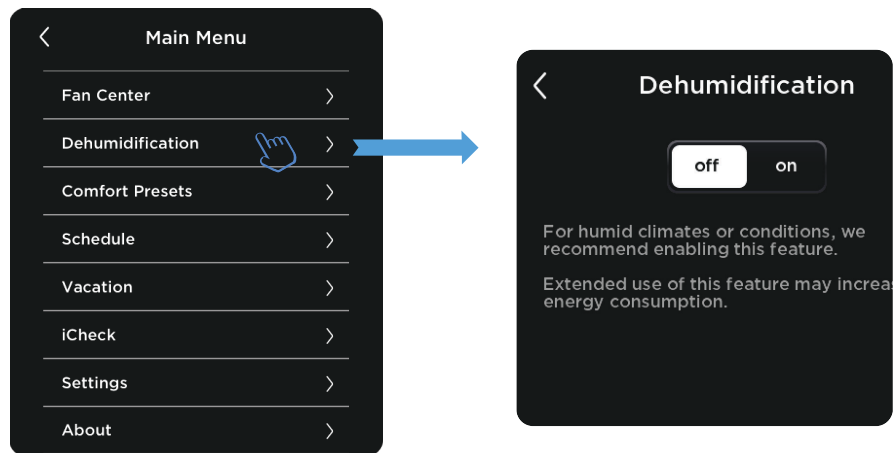 Main Menu
Fan Center
Dehumidification
Comfort Presets
Schedule
Vacation
iCheck
Settings
About
Dehumidification
off on
For humid climates or conditions, we
recommend enabling this feature.
Extended use of this feature may increas
energy consumption.